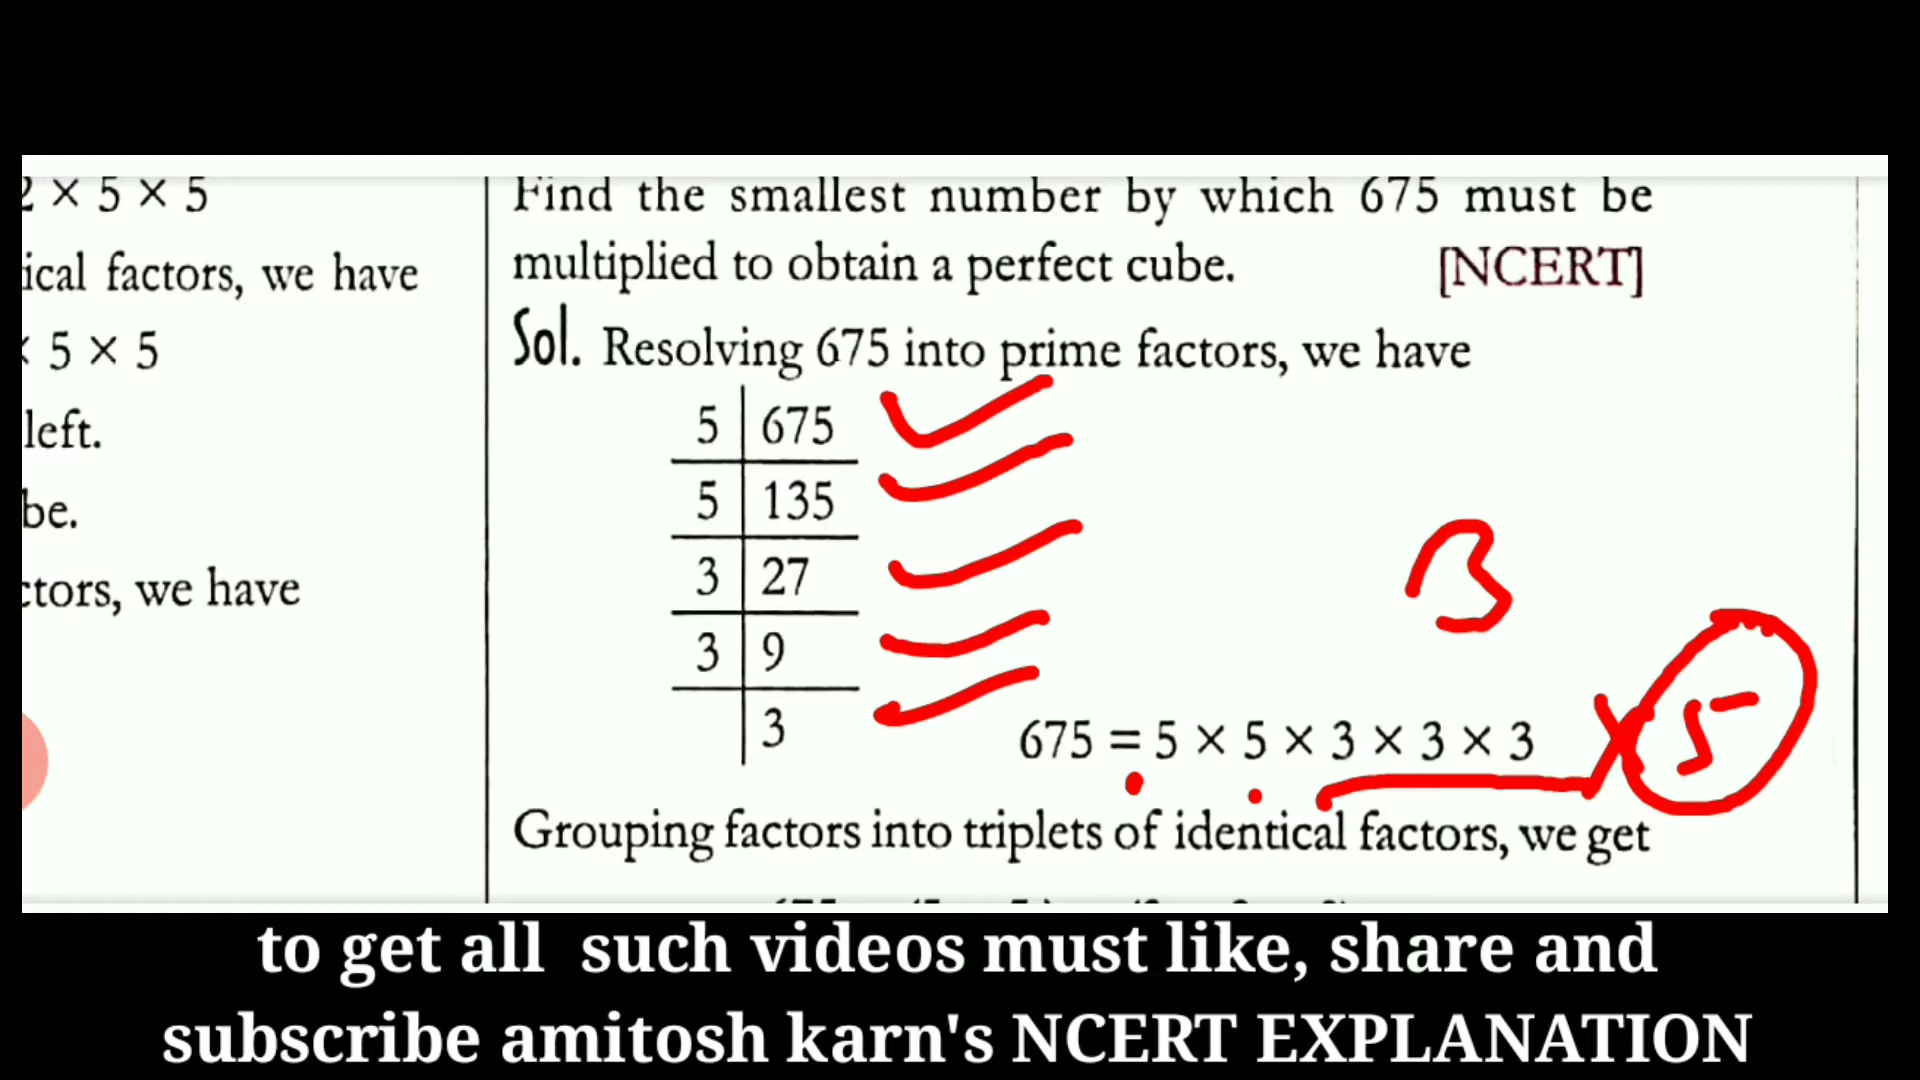 2 × 5 × 5
ical factors, we have
× 5 × 5
left.
be.
ctors, we have
Find the smallest number by which 675 must be
multiplied to obtain a perfect cube. [NCERT]
Sol. Resolving 675 into prime factors, we have
5 | 675
5 | 135
3 | 27
3 | 9
| 3
3
675 = 5 × 5 × 3 × 3 × 3 × 5
Grouping factors into triplets of identical factors, we get
to get all such videos must like, share and
subscribe amitosh karn's NCERT EXPLANATION